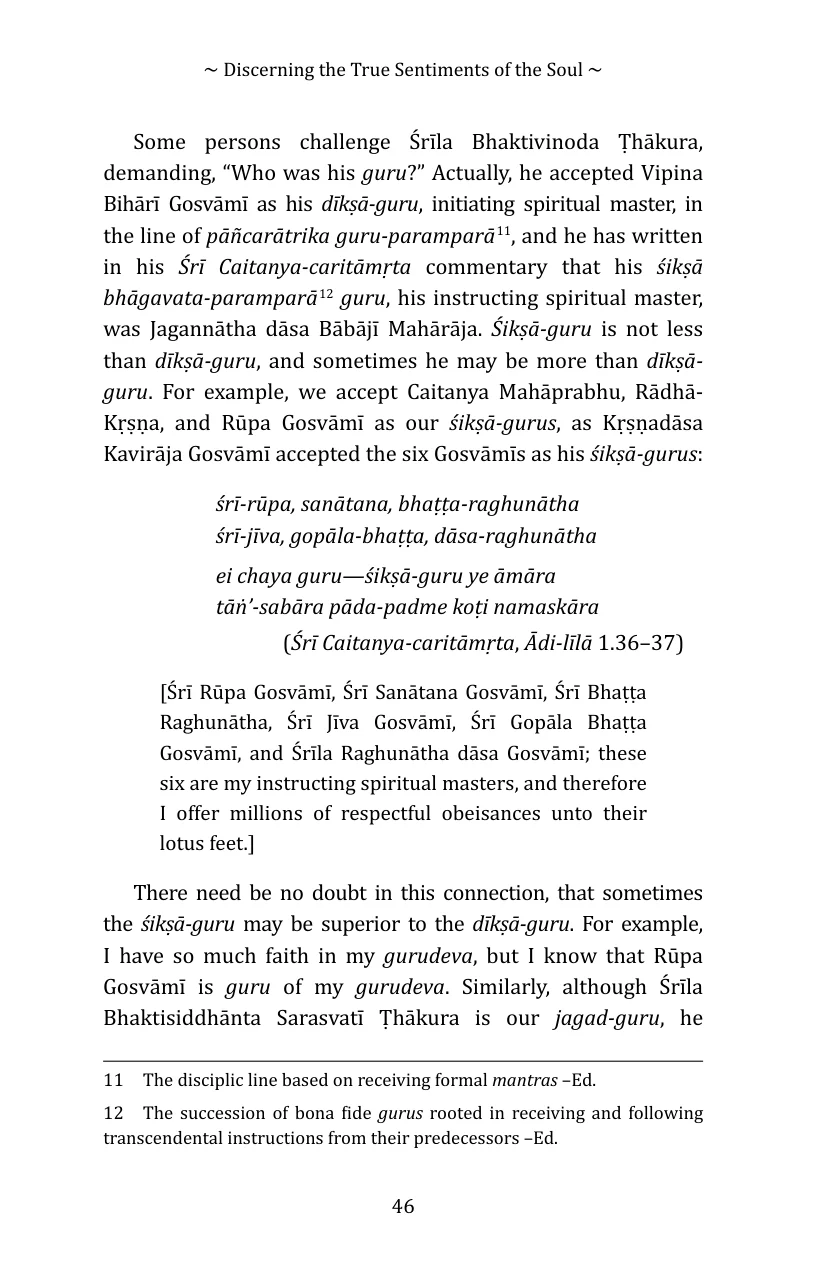 ~ Discerning the True Sentiments of the Soul ~
Some persons challenge Śrīla Bhaktivinoda Ṭhākura,
demanding, “Who was his guru?” Actually, he accepted Vipina
Bihārī Gosvāmī as his dīkṣā-guru, initiating spiritual master, in
the line of pāñcarātrika guru-paramparā11, and he has written
in his Śrī Caitanya-caritāmṛta commentary that his śikṣā
bhāgavata-paramparā12 guru, his instructing spiritual master,
was Jagannātha dāsa Bābājī Mahārāja. Śikṣā-guru is not less
than dīkṣā-guru, and sometimes he may be more than dīkṣā-
guru. For example, we accept Caitanya Mahāprabhu, Rādhā-
Kṛṣṇa, and Rūpa Gosvāmī as our śikṣā-gurus, as Kṛṣṇadāsa
Kavirāja Gosvāmī accepted the six Gosvāmīs as his śikṣā-gurus:
śrī-rūpa, sanātana, bhaṭṭa-raghunātha
śrī-jīva, gopāla-bhaṭṭa, dāsa-raghunātha
ei chaya guru—śikṣā-guru ye āmāra
tāṅ’-sabāra pāda-padme koṭi namaskāra
(Śrī Caitanya-caritāmṛta, Ādi-līlā 1.36–37)
[Śrī Rūpa Gosvāmī, Śrī Sanātana Gosvāmī, Śrī Bhaṭṭa
Raghunātha, Śrī Jīva Gosvāmī, Śrī Gopāla Bhaṭṭa
Gosvāmī, and Śrīla Raghunātha dāsa Gosvāmī; these
six are my instructing spiritual masters, and therefore
I offer millions of respectful obeisances unto their
lotus feet.]
There need be no doubt in this connection, that sometimes
the śikṣā-guru may be superior to the dīkṣā-guru. For example,
I have so much faith in my gurudeva, but I know that Rūpa
Gosvāmī is guru of my gurudeva. Similarly, although Śrīla
Bhaktisiddhānta Sarasvatī Ṭhākura is our jagad-guru, he
11 The disciplic line based on receiving formal mantras –Ed.
12 The succession of bona fide gurus rooted in receiving and following
transcendental instructions from their predecessors –Ed.
46